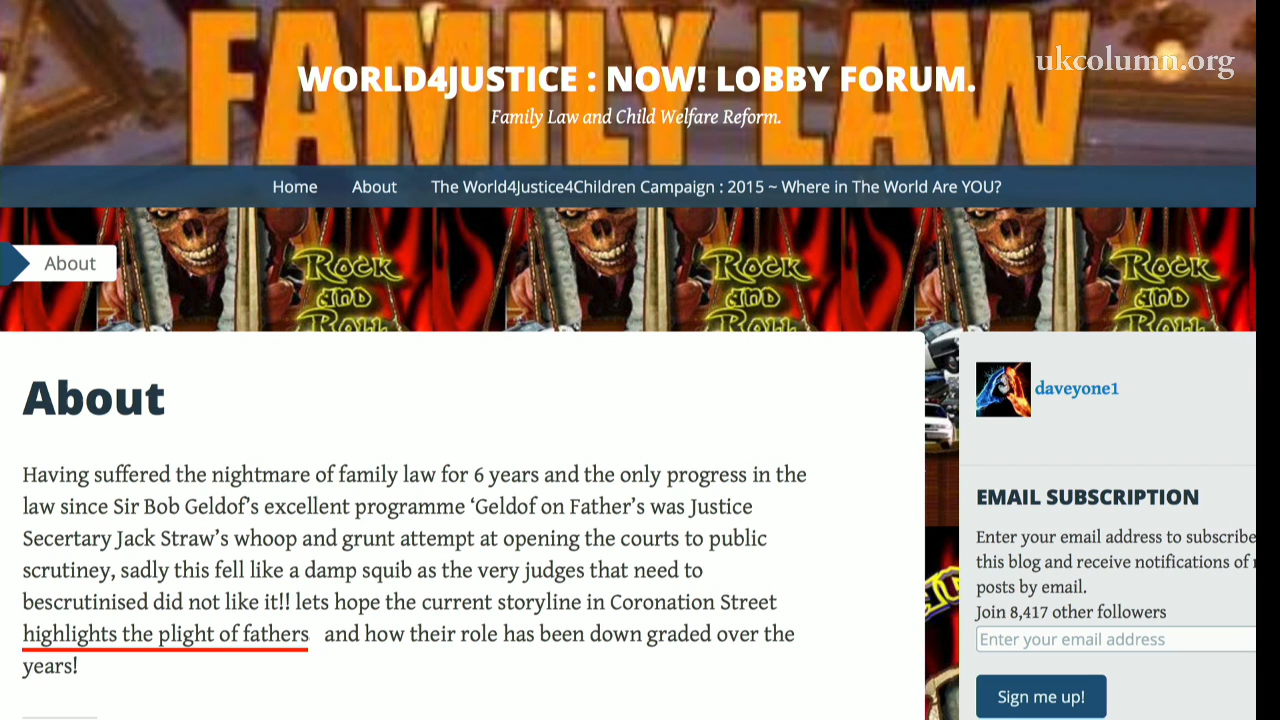 FAMILY LAW
ukcolumn.org
WORLD4JUSTICE : NOW! LOBBY FORUM.
Family Law and Child Welfare Reform.
Home About The World4Justice4Children Campaign : 2015 ~ Where in The World Are YOU?
About
ROCK AND ROLL
ROCK AND ROLL
ROCK AND ROLL
About
Having suffered the nightmare of family law for 6 years and the only progress in the
law since Sir Bob Geldof’s excellent programme ‘Geldof on Father’s was Justice
Secertary Jack Straw’s whoop and grunt attempt at opening the courts to public
scrutiney, sadly this fell like a damp squib as the very judges that need to
bescrutinised did not like it!! lets hope the current storyline in Coronation Street
highlights the plight of fathers and how their role has been down graded over the
years!
daveyone1
EMAIL SUBSCRIPTION
Enter your email address to subscribe
this blog and receive notifications of
posts by email.
Join 8,417 other followers
Enter your email address
Sign me up!